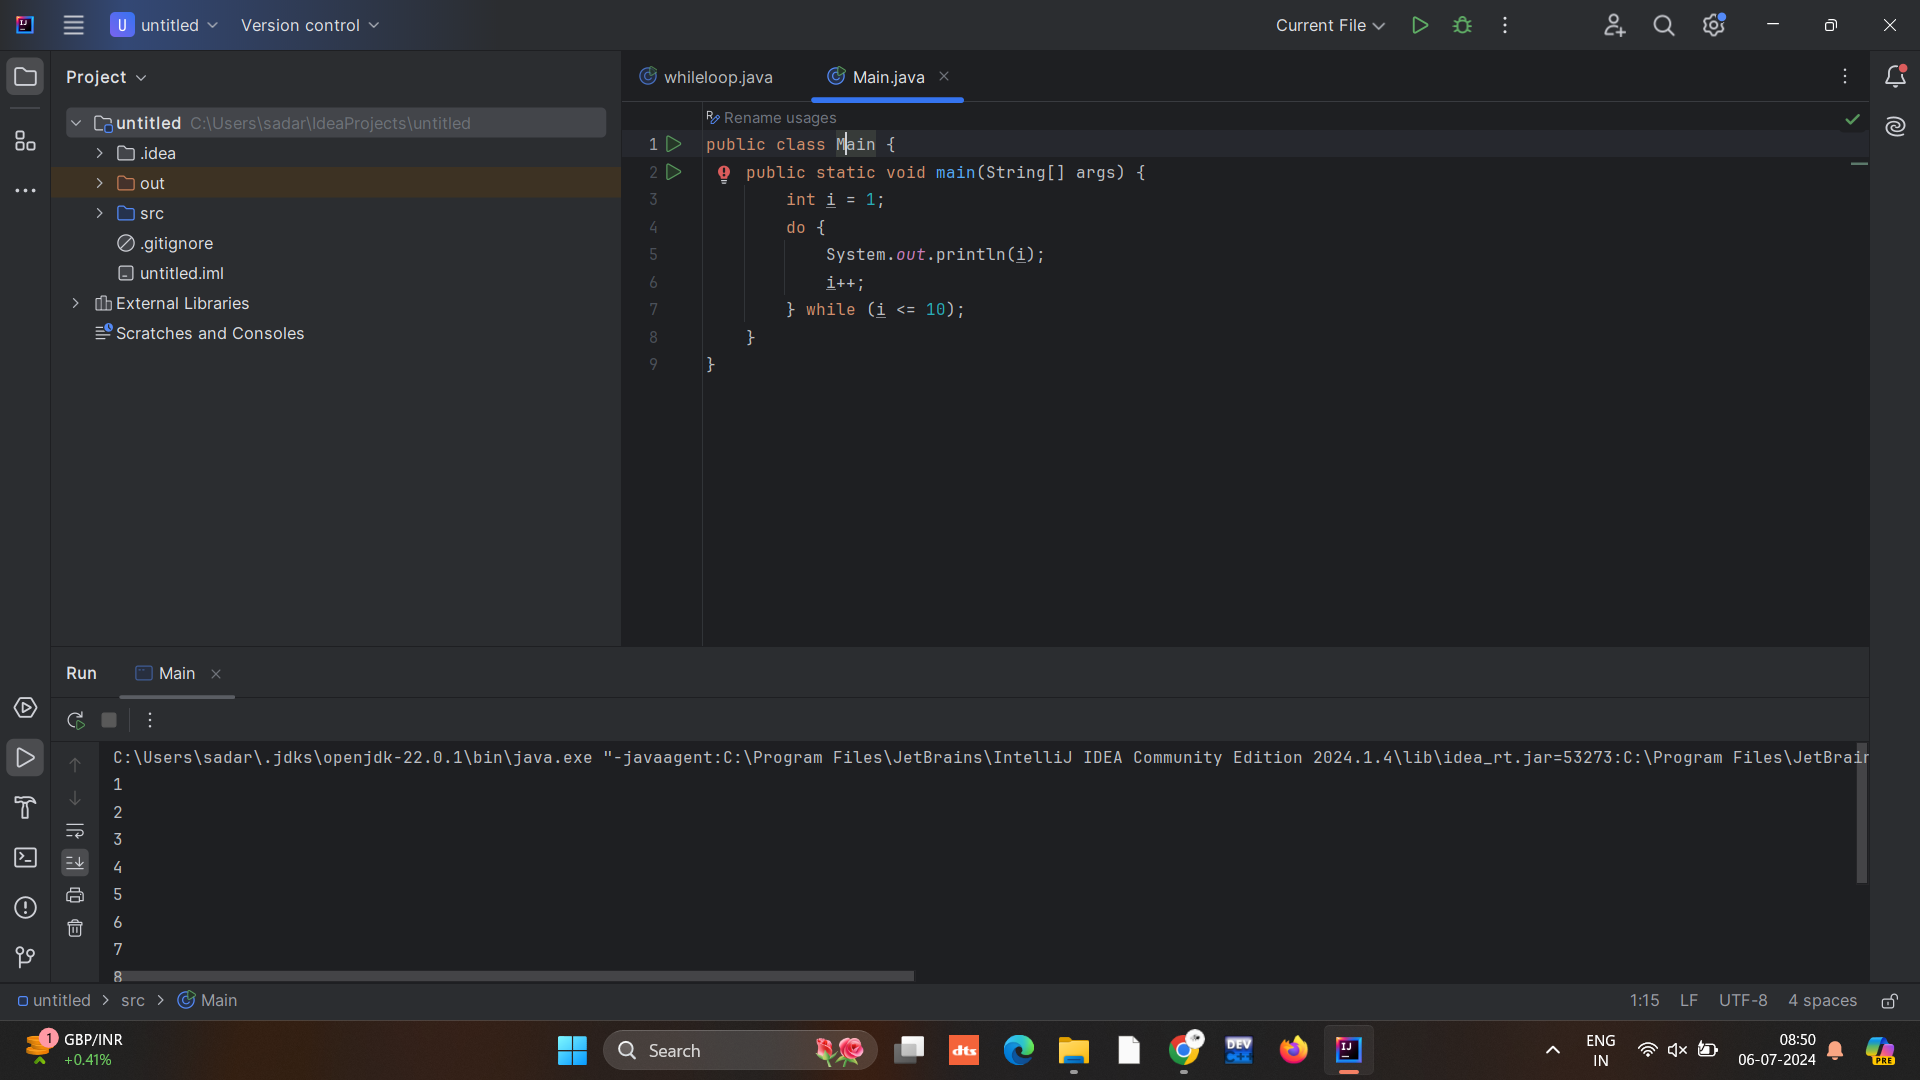 U untitled Version control Current File
Project
whileloop.java Main.java
untitled C:\Users\sadar\IdeaProjects\untitled
.idea
out
src
.gitignore
untitled.iml
External Libraries
Scratches and Consoles
Rename usages
1 public class Main {
2 public static void main(String[] args) {
3 int i = 1;
4 do {
5 System.out.println(i);
6 i++;
7 } while (i <= 10);
8 }
9 }
Run Main
C:\Users\sadar\.jdks\openjdk-22.0.1\bin\java.exe "-javaagent:C:\Program Files\JetBrains\IntelliJ IDEA Community Edition 2024.1.4\lib\idea_rt.jar=53273:C:\Program Files\JetBrain
1
2
3
4
5
6
7
8
untitled > src > Main 1:15 LF UTF-8 4 spaces
1 GBP/INR
+0.41%
Search
dts
DEV
C++
IJ
ENG
IN
08:50
06-07-2024
PRE